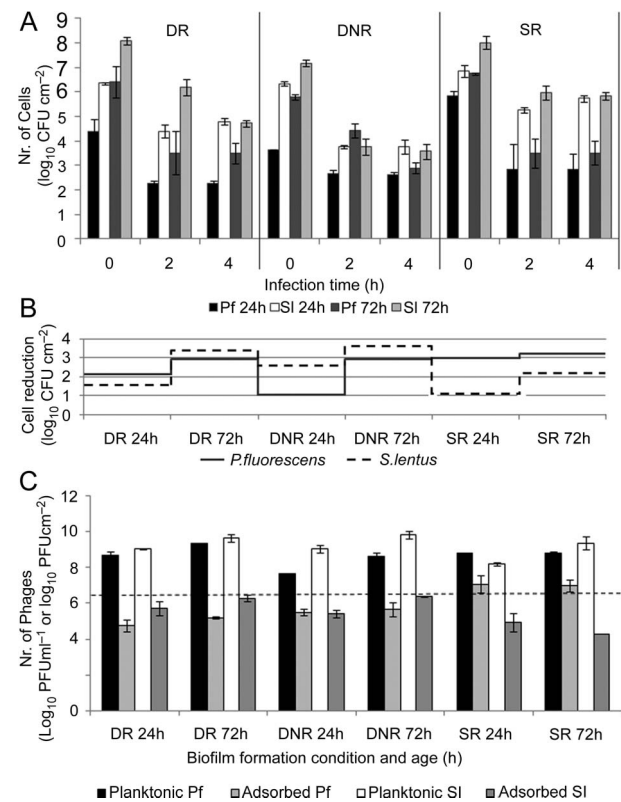 A
DR DNR SR
Nr. of Cells
(log10 CFU cm−2)
9
8
7
6
5
4
3
2
1
0
0 2 4 0 2 4 0 2 4
Infection time (h)
Pf 24h Sl 24h Pf 72h Sl 72h
B
Cell reduction
(log10 CFU cm−2)
4
3
2
1
0
DR 24h DR 72h DNR 24h DNR 72h SR 24h SR 72h
P.fluorescens S.lentus
C
Nr. of Phages
(Log10 PFUml−1 or log10 PFUcm−2)
12
10
8
6
4
0
DR 24h DR 72h DNR 24h DNR 72h SR 24h SR 72h
Biofilm formation condition and age (h)
Planktonic Pf Adsorbed Pf Planktonic Sl Adsorbed Sl